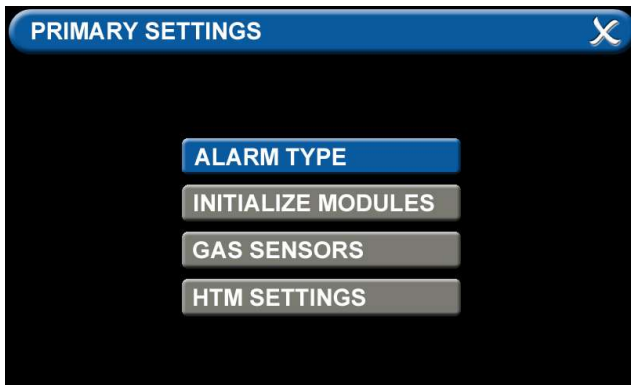 PRIMARY SETTINGS
ALARM TYPE
INITIALIZE MODULES
GAS SENSORS
HTM SETTINGS